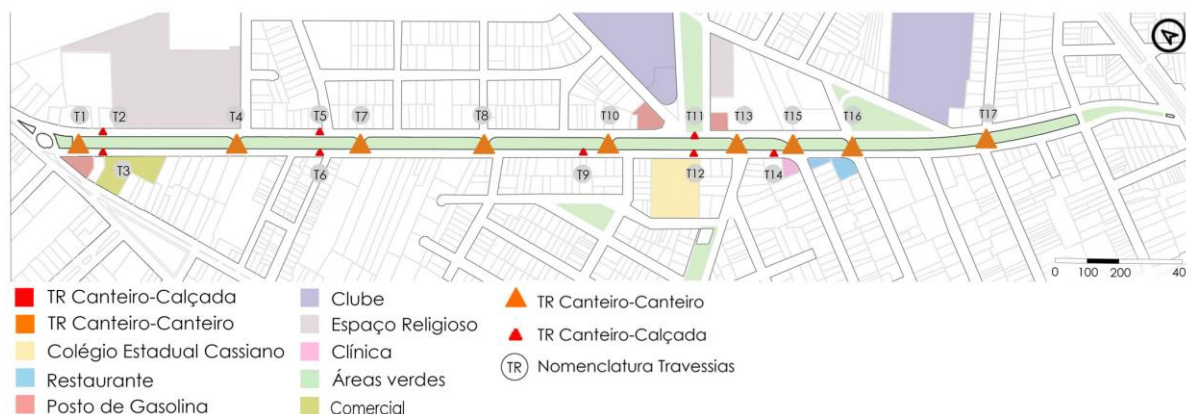 T1
T2
T4
T5
T7
T8
T10
T11
T13
T15
T16
T17
T3
T6
T9
T12
T14
0 100 200 40
TR Canteiro-Calçada
TR Canteiro-Canteiro
Colégio Estadual Cassiano
Restaurante
Posto de Gasolina
Clube
Espaço Religioso
Clínica
Áreas verdes
Comercial
TR Canteiro-Canteiro
TR Canteiro-Calçada
TR Nomenclatura Travessias